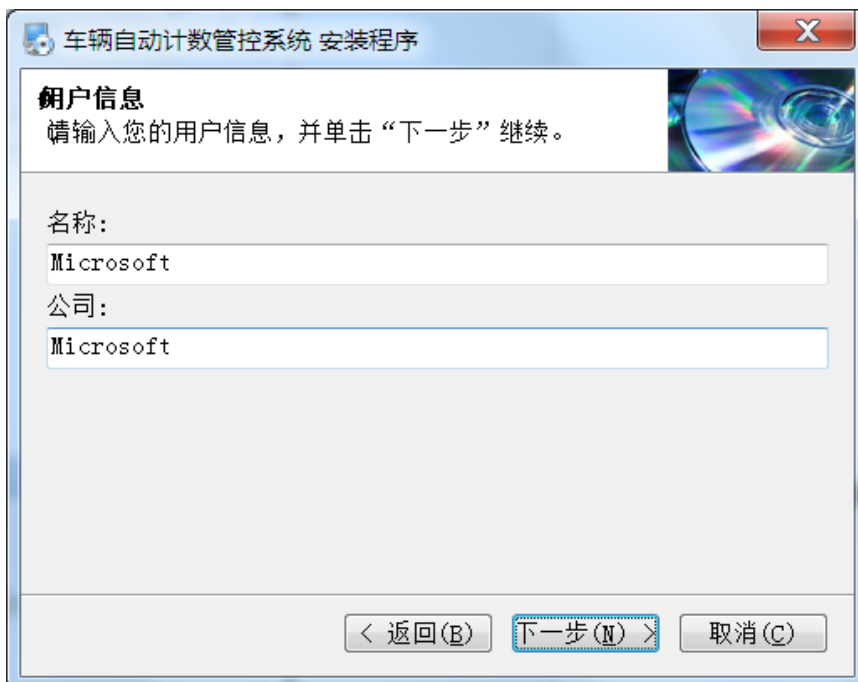 车辆自动计数管控系统 安装程序
用户信息
请输入您的用户信息，并单击“下一步”继续。
名称:
Microsoft
公司:
Microsoft
< 返回(B)
下一步(N) >
取消(C)